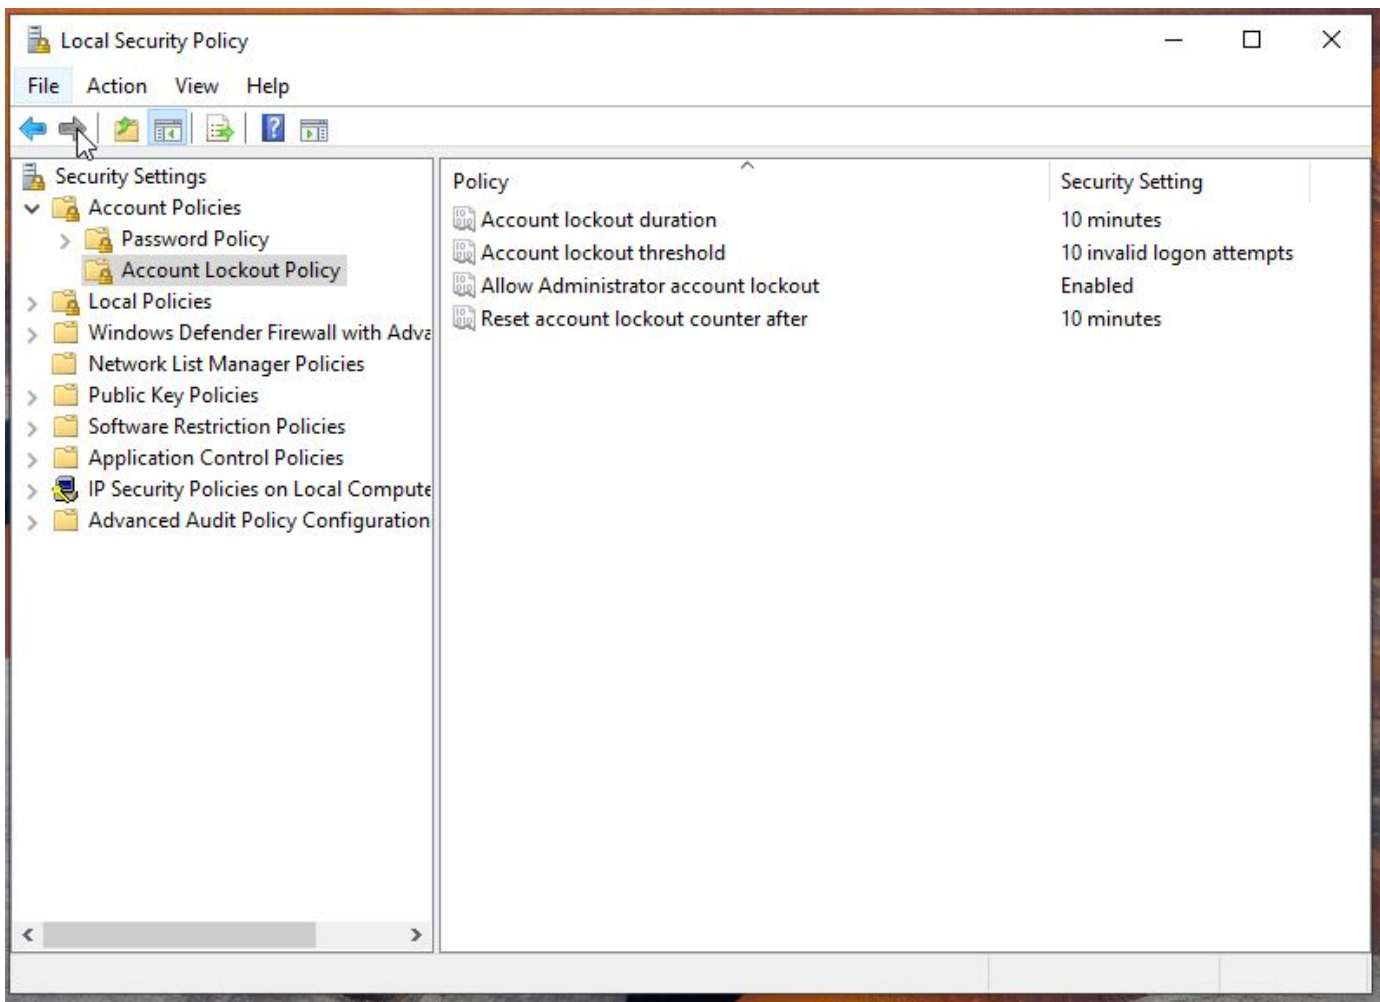 Local Security Policy
File Action View Help
Security Settings
Account Policies
Password Policy
Account Lockout Policy
Local Policies
Windows Defender Firewall with Adva
Network List Manager Policies
Public Key Policies
Software Restriction Policies
Application Control Policies
IP Security Policies on Local Compute
Advanced Audit Policy Configuration
Policy Security Setting
Account lockout duration 10 minutes
Account lockout threshold 10 invalid logon attempts
Allow Administrator account lockout Enabled
Reset account lockout counter after 10 minutes